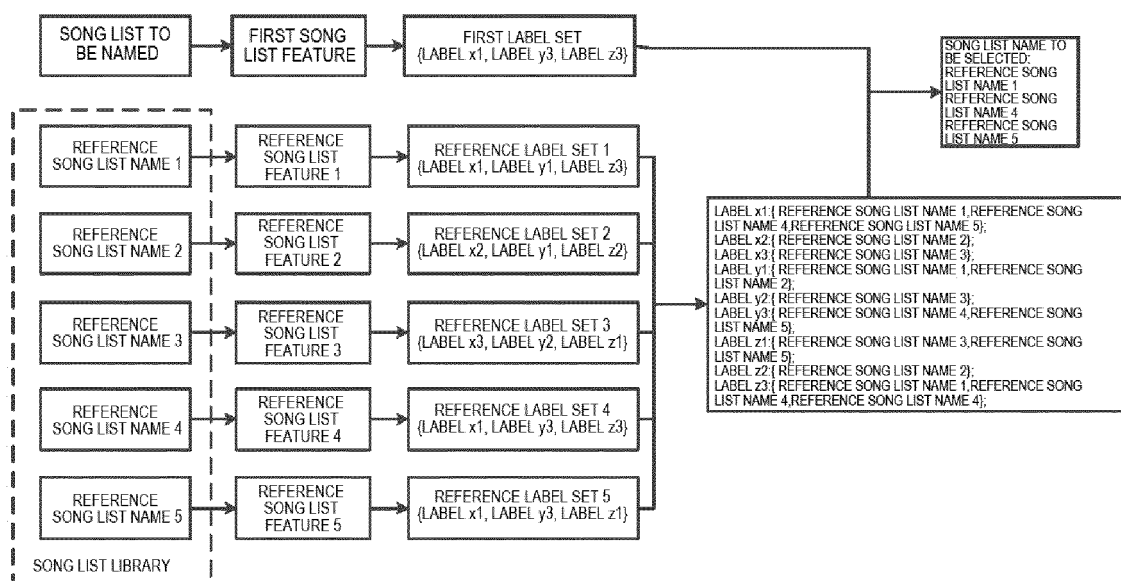 SONG LIST TO
BE NAMED
FIRST SONG
LIST FEATURE
FIRST LABEL SET
{LABEL x1, LABEL y3, LABEL z3}
SONG LIST NAME TO
BE SELECTED:
REFERENCE SONG
LIST NAME 1
REFERENCE SONG
LIST NAME 4
REFERENCE SONG
LIST NAME 5
REFERENCE
SONG LIST NAME 1
REFERENCE
SONG LIST
FEATURE 1
REFERENCE LABEL SET 1
{LABEL x1, LABEL y1, LABEL z3}
REFERENCE
SONG LIST NAME 2
REFERENCE
SONG LIST
FEATURE 2
REFERENCE LABEL SET 2
{LABEL x2, LABEL y1, LABEL z2}
REFERENCE
SONG LIST NAME 3
REFERENCE
SONG LIST
FEATURE 3
REFERENCE LABEL SET 3
{LABEL x3, LABEL y2, LABEL z1}
REFERENCE
SONG LIST NAME 4
REFERENCE
SONG LIST
FEATURE 4
REFERENCE LABEL SET 4
{LABEL x1, LABEL y3, LABEL z3}
REFERENCE
SONG LIST NAME 5
REFERENCE
SONG LIST
FEATURE 5
REFERENCE LABEL SET 5
{LABEL x1, LABEL y3, LABEL z1}
SONG LIST LIBRARY
LABEL x1:{ REFERENCE SONG LIST NAME 1,REFERENCE SONG
LIST NAME 4,REFERENCE SONG LIST NAME 5};
LABEL x2:{ REFERENCE SONG LIST NAME 2};
LABEL x3:{ REFERENCE SONG LIST NAME 3};
LABEL y1:{ REFERENCE SONG LIST NAME 1,REFERENCE SONG
LIST NAME 2};
LABEL y2:{ REFERENCE SONG LIST NAME 3};
LABEL y3:{ REFERENCE SONG LIST NAME 4,REFERENCE SONG
LIST NAME 5};
LABEL z1:{ REFERENCE SONG LIST NAME 3,REFERENCE SONG
LIST NAME 5};
LABEL z2:{ REFERENCE SONG LIST NAME 2};
LABEL z3:{ REFERENCE SONG LIST NAME 1,REFERENCE SONG
LIST NAME 4,REFERENCE SONG LIST NAME 4};